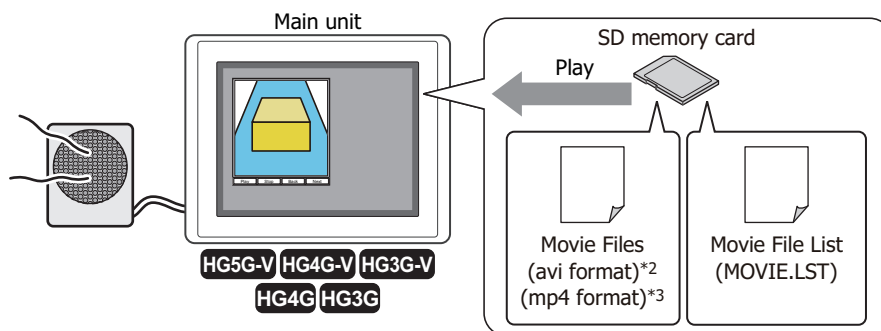 Main unit
SD memory card
Play
Play Stop Back Next
HG5G-V HG4G-V HG3G-V
HG4G HG3G
Movie Files
(avi format)*2
(mp4 format)*3
Movie File List
(MOVIE.LST)